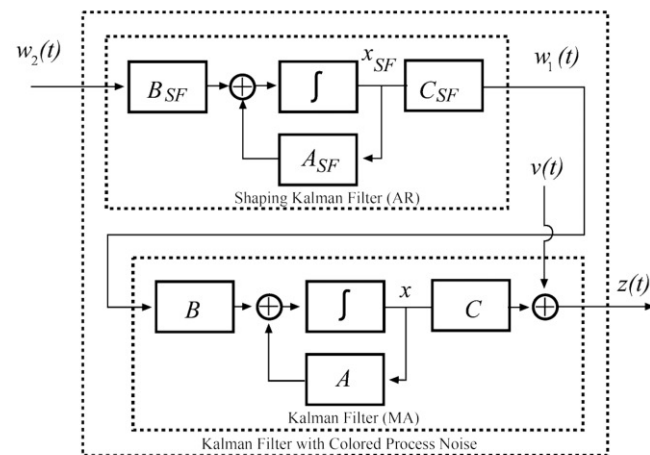 w₂(t)
B_SF
∫
x_SF
C_SF
w₁(t)
A_SF
Shaping Kalman Filter (AR)
v(t)
B
∫
x
C
z(t)
A
Kalman Filter (MA)
Kalman Filter with Colored Process Noise